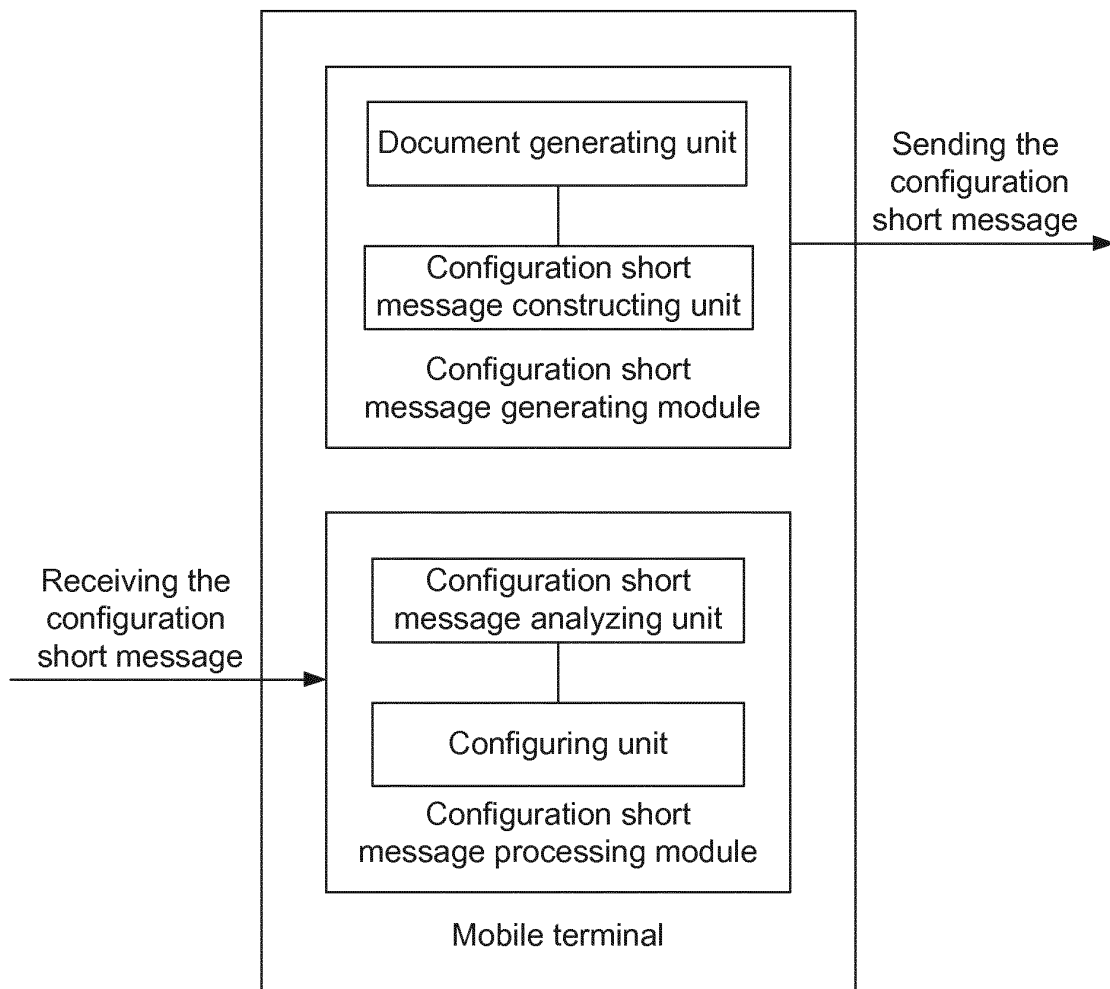 Document generating unit
Configuration short
message constructing unit
Configuration short
message generating module
Sending the
configuration
short message
Receiving the
configuration
short message
Configuration short
message analyzing unit
Configuring unit
Configuration short
message processing module
Mobile terminal